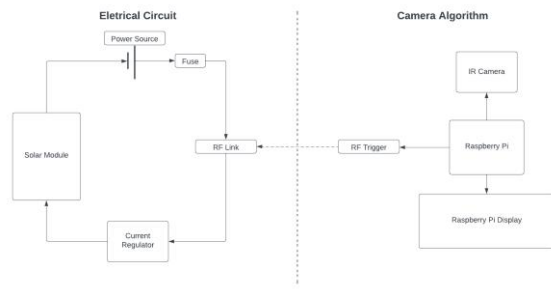 Eletrical Circuit
Camera Algorithm
Power Source
Fuse
IR Camera
Solar Module
RF Link
RF Trigger
Raspberry Pi
Raspberry Pi Display
Current
Regulator